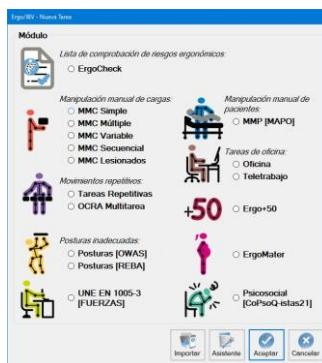 Ergo/IBV - Nueva Tarea
Módulo
Lista de comprobación de riesgos ergonómicos:
ErgoCheck
Manipulación manual de cargas:
MMC Simple
MMC Múltiple
MMC Variable
MMC Secuencial
MMC Lesionados
Movimientos repetitivos:
Tareas Repetitivas
OCRA Multitarea
Posturas inadecuadas:
Posturas [OWAS]
Posturas [REBA]
UNE EN 1005-3
[FUERZAS]
Manipulación manual de
pacientes:
MMP [MAPO]
Tareas de oficina:
Oficina
Teletrabajo
+50
Ergo+50
ErgoMater
Psicosocial
[CoPsoQ-istas21]
Importar
Asistente
Aceptar
Cancelar